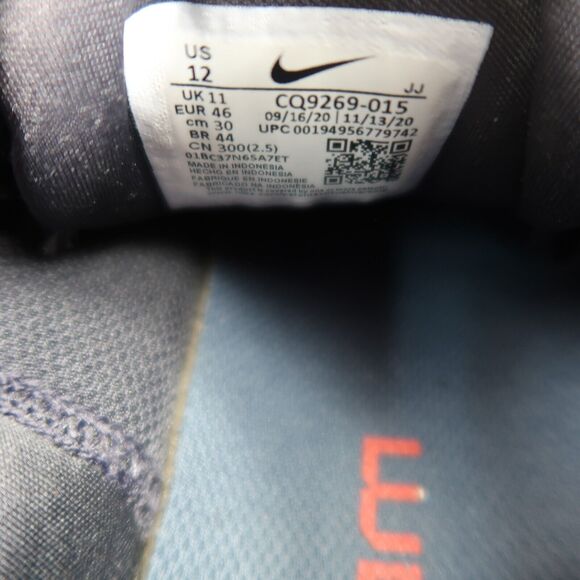 US
12
JJ
UK 11
EUR 46
cm 30
BR 44
CN 300(2.5)
CQ9269-015
09/16/20 | 11/13/20
UPC 00194956779742
01BC37N65A7ET
MADE IN INDONESIA
HECHO EN INDONESIA
FABRIQUE EN INDONESIE
FABRICADO NA INDONESIA